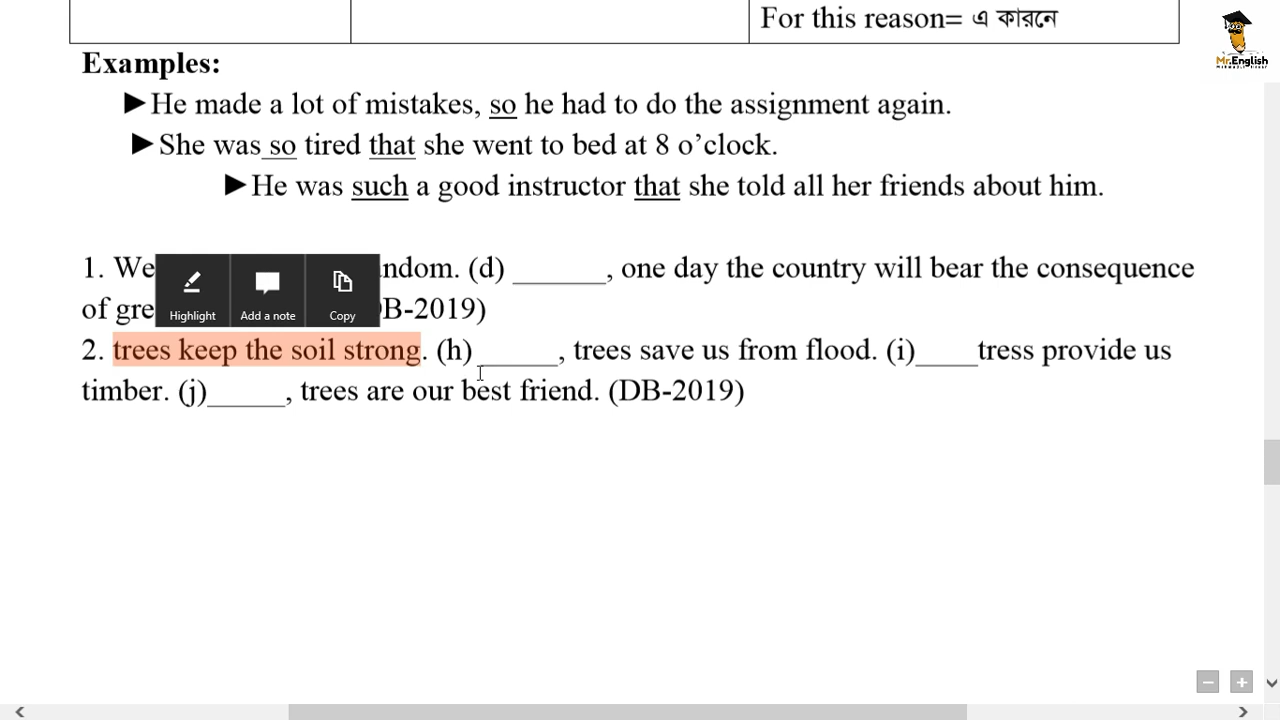 For this reason= এ কারনে
Mr.English
Examples:
►He made a lot of mistakes, so he had to do the assignment again.
►She was so tired that she went to bed at 8 o’clock.
►He was such a good instructor that she told all her friends about him.
1. We ndom. (d) _______, one day the country will bear the consequence
of gre B-2019)
Highlight
Add a note
Copy
2. trees keep the soil strong. (h) ______, trees save us from flood. (i)____tress provide us
timber. (j)______, trees are our best friend. (DB-2019)